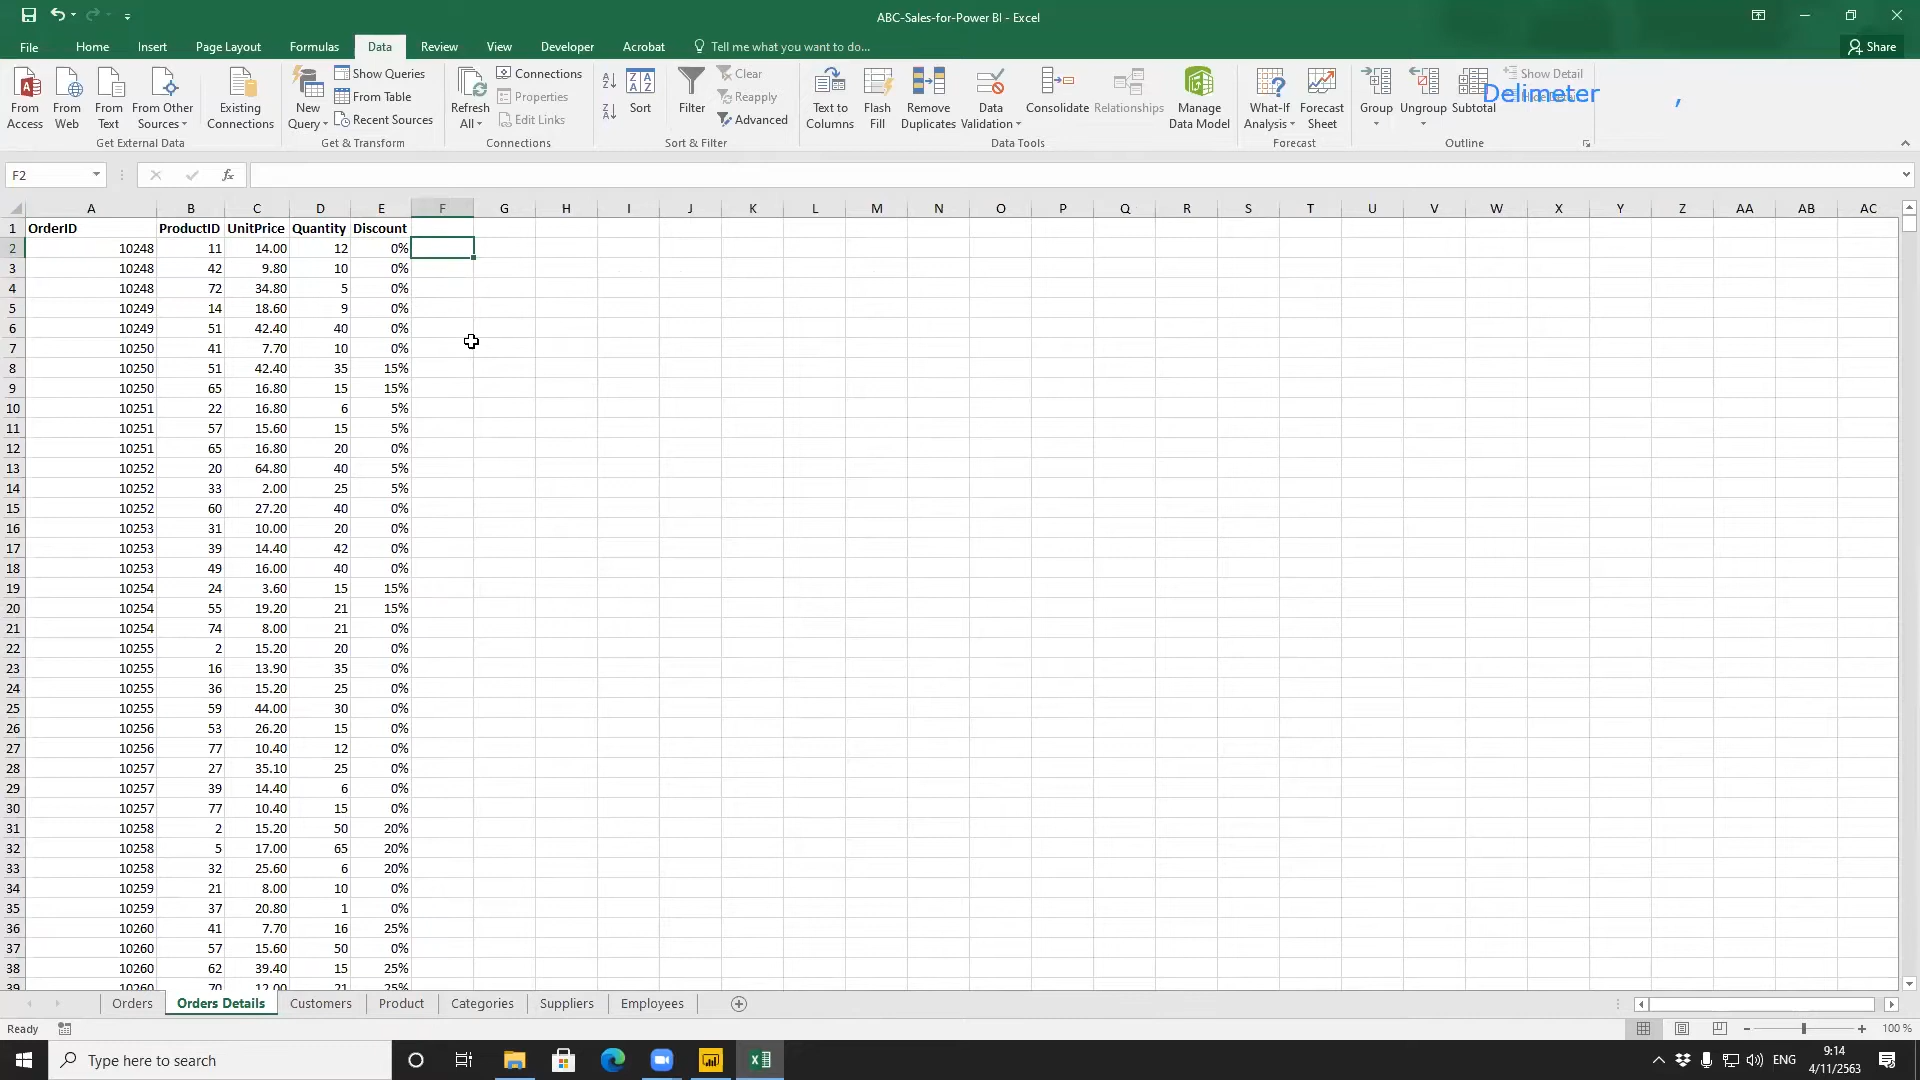 ABC-Sales-for-Power BI - Excel
File Home Insert Page Layout Formulas Data Review View Developer Acrobat Tell me what you want to do... Share
From Access From Web From Text From Other Sources Existing Connections New Query Show Queries From Table Recent Sources Refresh All Connections Properties Edit Links Sort Filter Clear Reapply Advanced Text to Columns Flash Fill Remove Duplicates Data Validation Consolidate Relationships Manage Data Model What-If Analysis Forecast Sheet Group Ungroup Subtotal Show Detail
Delimeter ,
Get External Data Get & Transform Connections Sort & Filter Data Tools Forecast Outline
F2 fx
A B C D E F G H I J K L M N O P Q R S T U V W X Y Z AA AB AC
1 OrderID ProductID UnitPrice Quantity Discount
2 10248 11 14.00 12 0%
3 10248 42 9.80 10 0%
4 10248 72 34.80 5 0%
5 10249 14 18.60 9 0%
6 10249 51 42.40 40 0%
7 10250 41 7.70 10 0%
8 10250 51 42.40 35 15%
9 10250 65 16.80 15 15%
10 10251 22 16.80 6 5%
11 10251 57 15.60 15 5%
12 10251 65 16.80 20 0%
13 10252 20 64.80 40 5%
14 10252 33 2.00 25 5%
15 10252 60 27.20 40 0%
16 10253 31 10.00 20 0%
17 10253 39 14.40 42 0%
18 10253 49 16.00 40 0%
19 10254 24 3.60 15 15%
20 10254 55 19.20 21 15%
21 10254 74 8.00 21 0%
22 10255 2 15.20 20 0%
23 10255 16 13.90 35 0%
24 10255 36 15.20 25 0%
25 10255 59 44.00 30 0%
26 10256 53 26.20 15 0%
27 10256 77 10.40 12 0%
28 10257 27 35.10 25 0%
29 10257 39 14.40 6 0%
30 10257 77 10.40 15 0%
31 10258 2 15.20 50 20%
32 10258 5 17.00 65 20%
33 10258 32 25.60 6 20%
34 10259 21 8.00 10 0%
35 10259 37 20.80 1 0%
36 10260 41 7.70 16 25%
37 10260 57 15.60 50 0%
38 10260 62 39.40 15 25%
39 10260 70 12.00 21 25%
Orders Orders Details Customers Product Categories Suppliers Employees
Ready 100 %
Type here to search ENG 9:14
4/11/2563